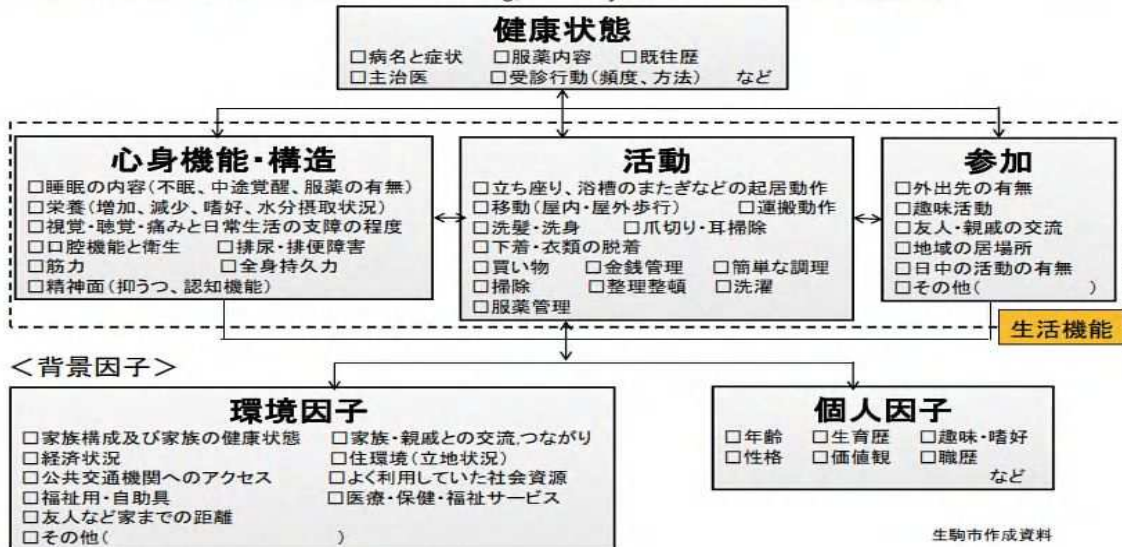 健康状態
□病名と症状 □服薬内容 □既往歴
□主治医 □受診行動(頻度、方法) など
心身機能・構造
□睡眠の内容(不眠、中途覚醒、服薬の有無)
□栄養(増加、減少、嗜好、水分摂取状況)
□視覚・聴覚・痛みと日常生活の支障の程度
□口腔機能と衛生 □排尿・排便障害
□筋力 □全身持久力
□精神面(抑うつ、認知機能)
活動
□立ち座り、浴槽のまたぎなどの起居動作
□移動(屋内・屋外歩行) □運搬動作
□洗髪・洗身 □爪切り・耳掃除
□下着・衣類の脱着
□買い物 □金銭管理 □簡単な調理
□掃除 □整理整頓 □洗濯
□服薬管理
参加
□外出先の有無
□趣味活動
□友人・親戚の交流
□地域の居場所
□日中の活動の有無
□その他( )
生活機能
＜背景因子＞
環境因子
□家族構成及び家族の健康状態 □家族・親戚との交流,つながり
□経済状況 □住環境(立地状況)
□公共交通機関へのアクセス □よく利用していた社会資源
□福祉用・自助具 □医療・保健・福祉サービス
□友人など家までの距離
□その他( )
個人因子
□年齢 □生育歴 □趣味・嗜好
□性格 □価値観 □職歴
など
生駒市作成資料